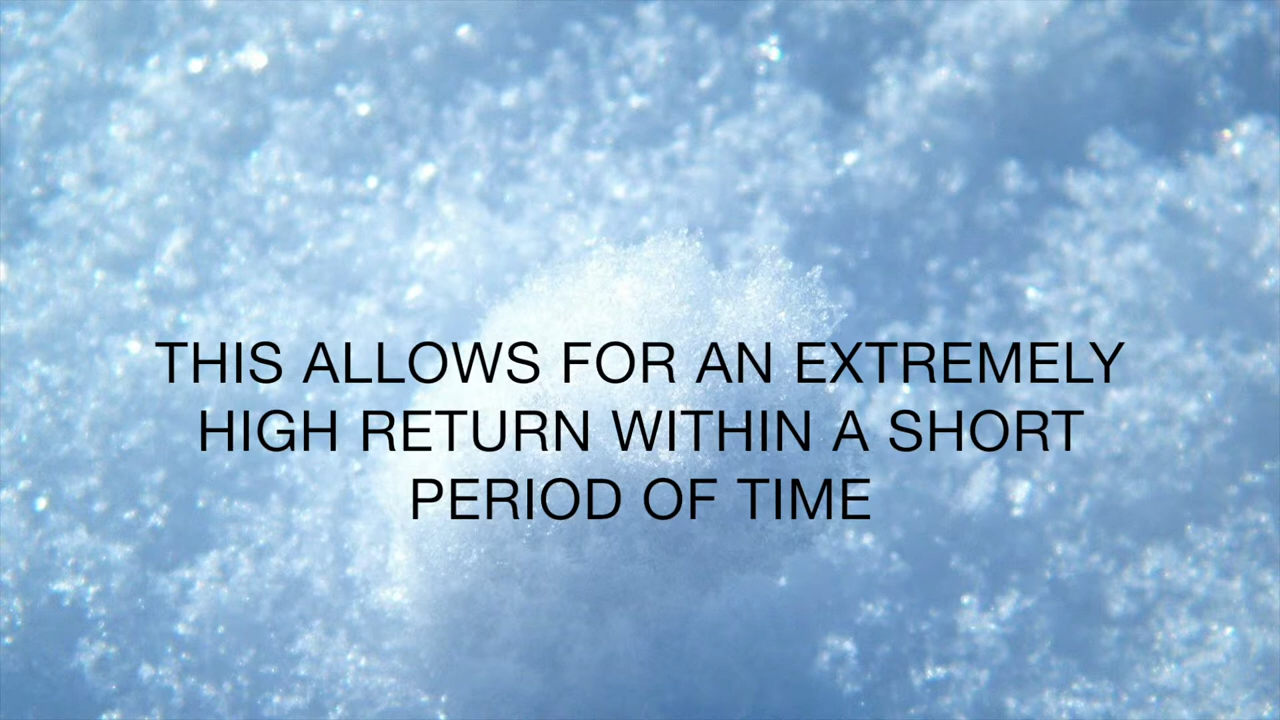 THIS ALLOWS FOR AN EXTREMELY
HIGH RETURN WITHIN A SHORT
PERIOD OF TIME